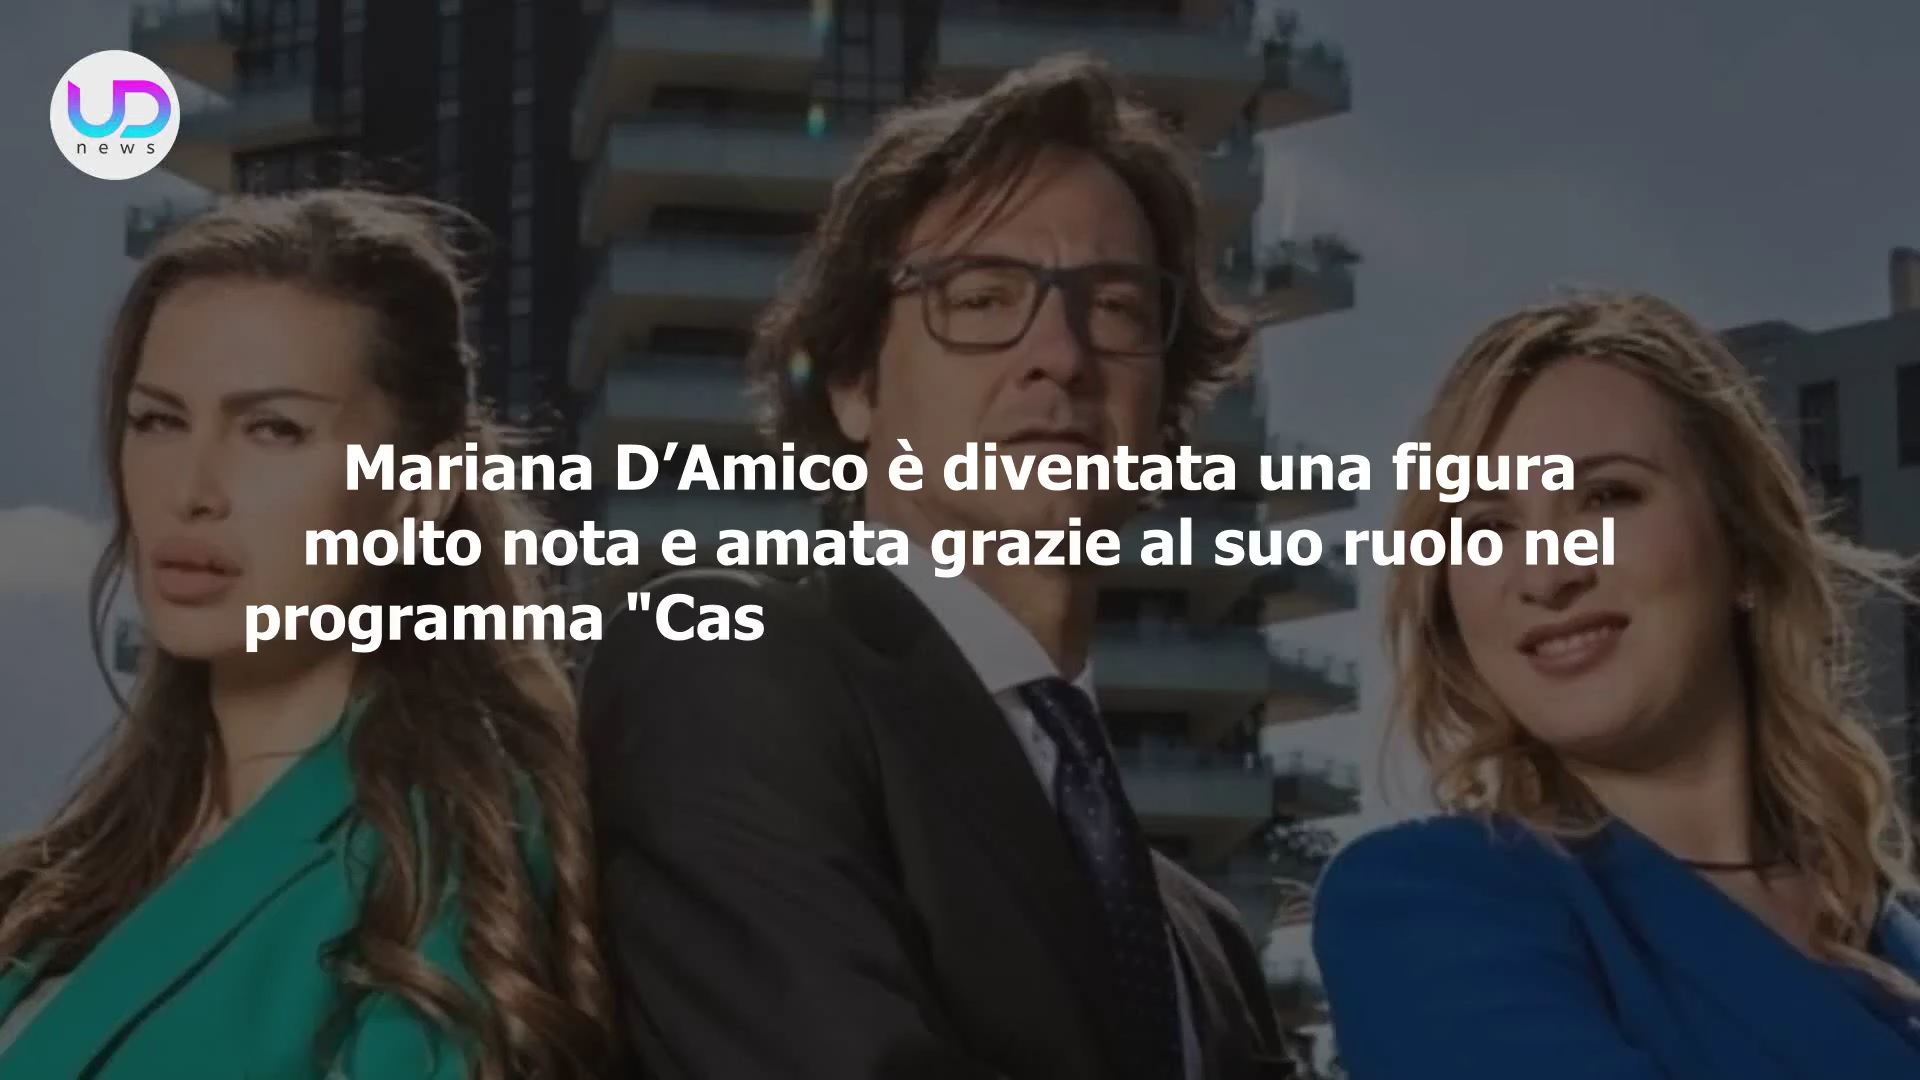 UD
news
Mariana D’Amico è diventata una figura
molto nota e amata grazie al suo ruolo nel
programma "Cas